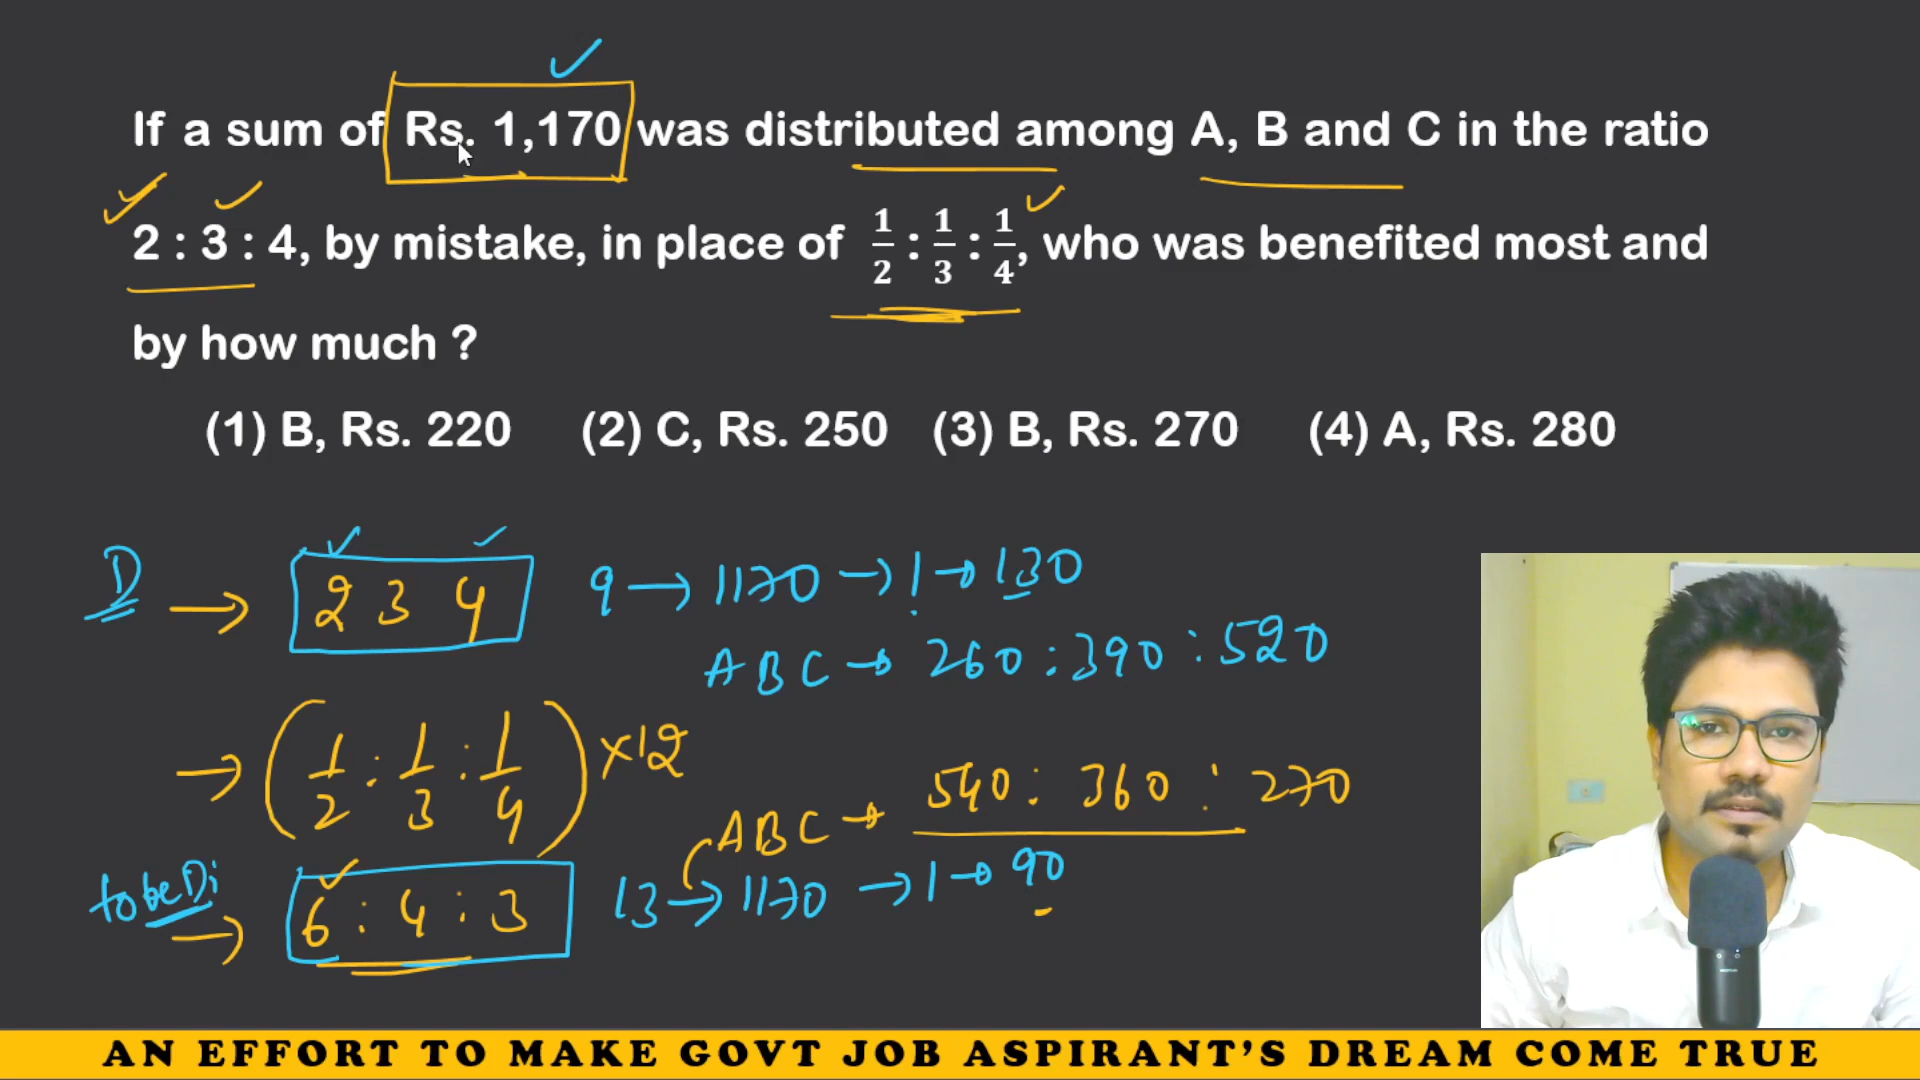 If a sum of Rs. 1,170 was distributed among A, B and C in the ratio
2 : 3 : 4, by mistake, in place of 1/2 : 1/3 : 1/4, who was benefited most and
by how much ?
(1) B, Rs. 220 (2) C, Rs. 250 (3) B, Rs. 270 (4) A, Rs. 280
D → 2 3 4 9 → 1170 → 1 → 130
A B C → 260 : 390 : 520
→ (1/2 : 1/3 : 1/4) ×12
A B C → 540 : 360 : 270
to be Di → 6 : 4 : 3 13 → 1170 → 1 → 90
AN EFFORT TO MAKE GOVT JOB ASPIRANT'S DREAM COME TRUE